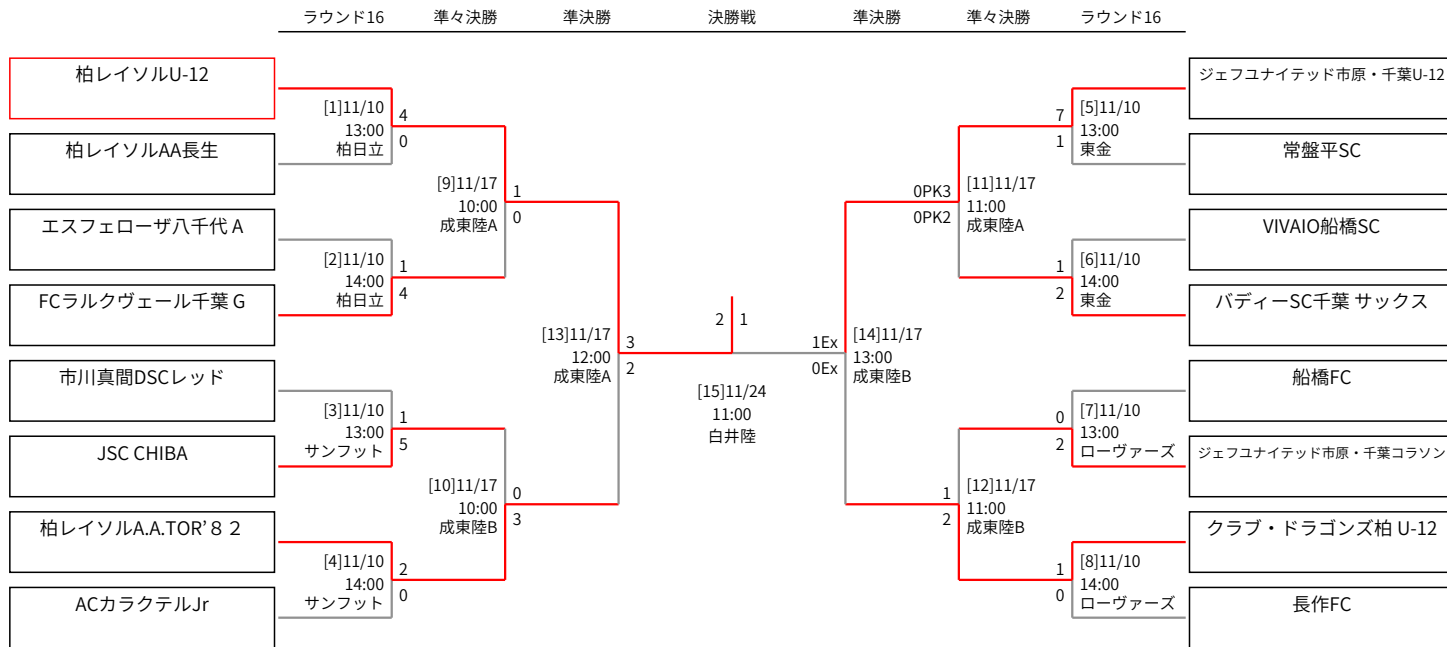 ラウンド16 準々決勝 準決勝 決勝戦 準決勝 準々決勝 ラウンド16
柏レイソルU-12
柏レイソルAA長生
エスフェローザ八千代 A
FCラルクヴェール千葉 G
市川真間DSCレッド
JSC CHIBA
柏レイソルA.A.TOR’８２
ACカラクテルJr
[1]11/10
13:00
柏日立
4
0
[2]11/10
14:00
柏日立
1
4
[3]11/10
13:00
サンフット
1
5
[4]11/10
14:00
サンフット
2
0
[9]11/17
10:00
成東陸A
1
0
[10]11/17
10:00
成東陸B
0
3
[13]11/17
12:00
成東陸A
3
2
2 1
[15]11/24
11:00
白井陸
1Ex
0Ex
[14]11/17
13:00
成東陸B
0PK3
0PK2
[11]11/17
11:00
成東陸A
1
2
[12]11/17
11:00
成東陸B
7
1
[5]11/10
13:00
東金
1
2
[6]11/10
14:00
東金
0
2
[7]11/10
13:00
ローヴァーズ
1
0
[8]11/10
14:00
ローヴァーズ
ジェフユナイテッド市原・千葉U-12
常盤平SC
VIVAIO船橋SC
バディーSC千葉 サックス
船橋FC
ジェフユナイテッド市原・千葉コラソン
クラブ・ドラゴンズ柏 U-12
長作FC